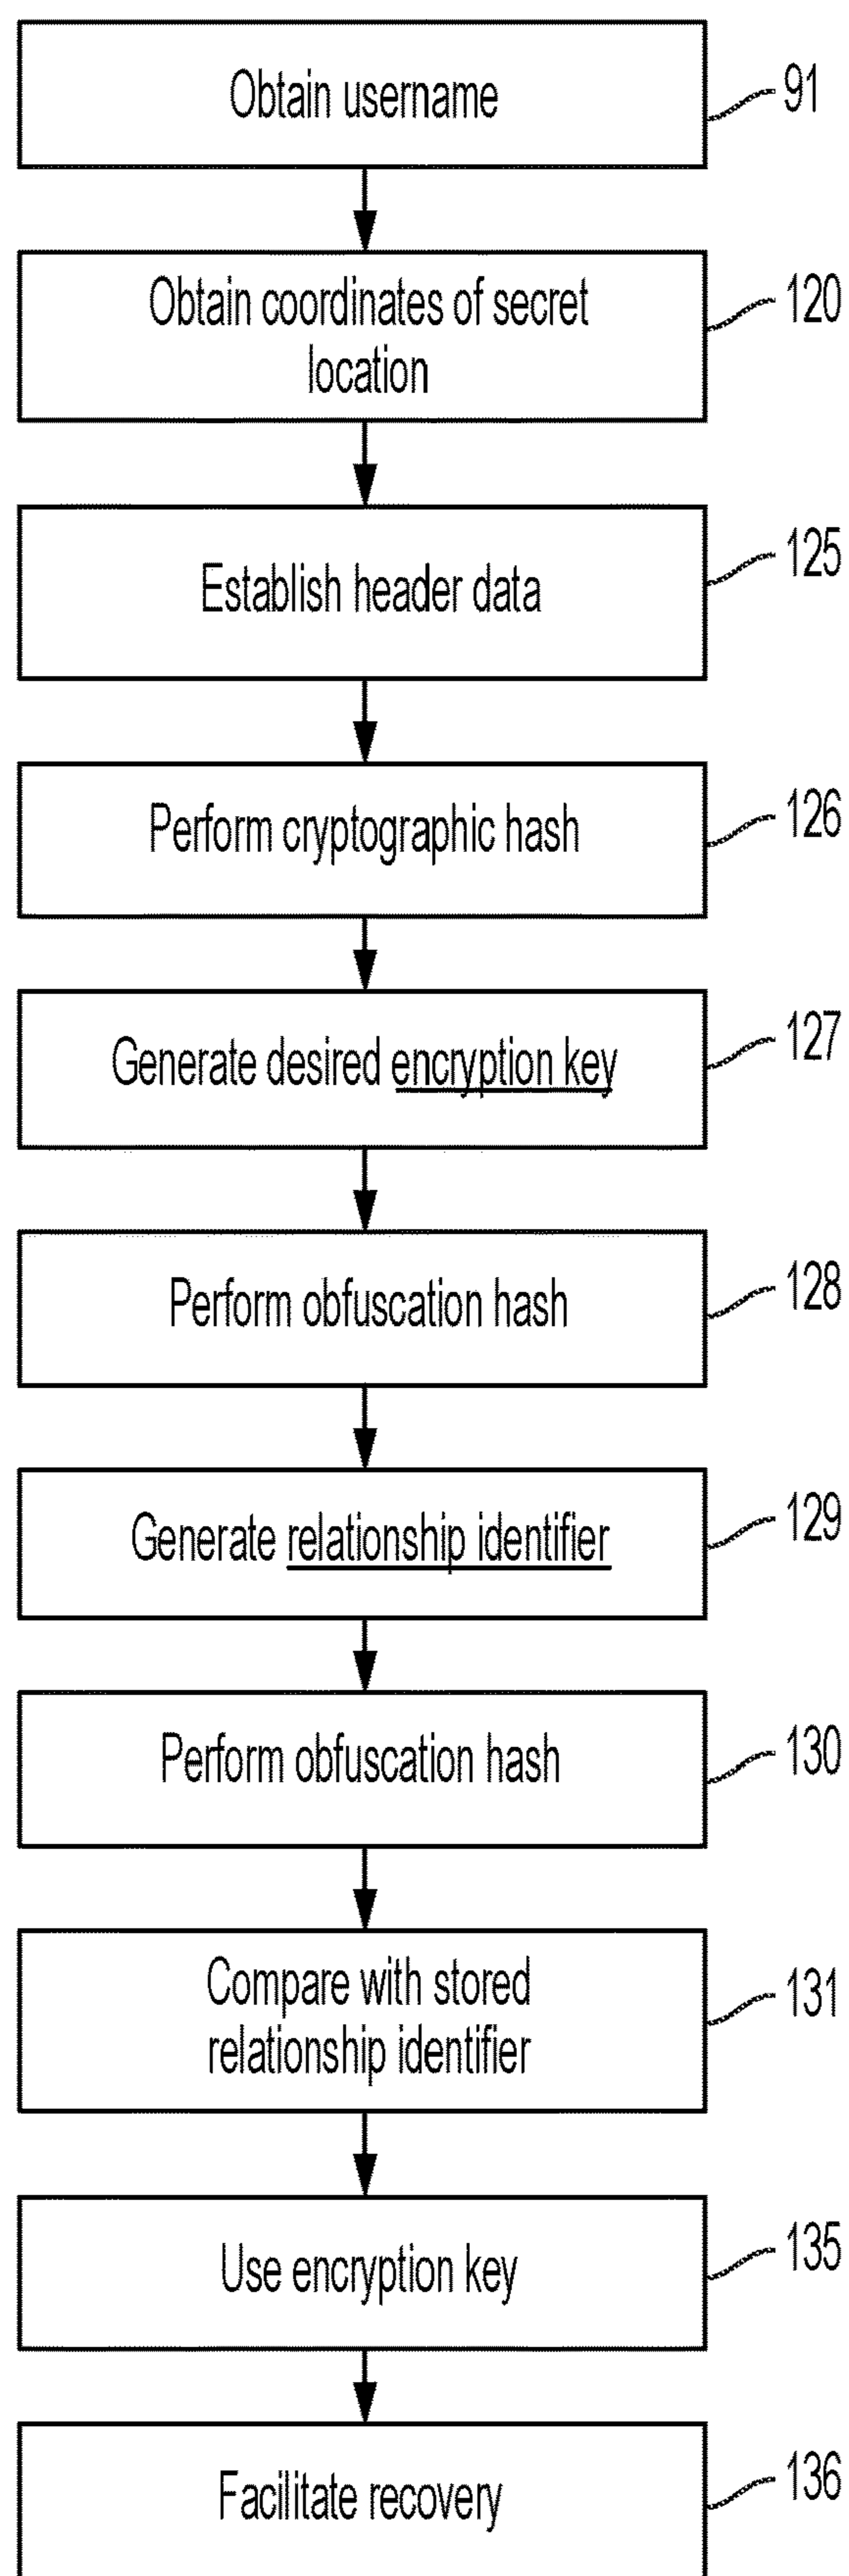 Obtain username
91
Obtain coordinates of secret
location
120
Establish header data
125
Perform cryptographic hash
126
Generate desired encryption key
127
Perform obfuscation hash
128
Generate relationship identifier
129
Perform obfuscation hash
130
Compare with stored
relationship identifier
131
Use encryption key
135
Facilitate recovery
136